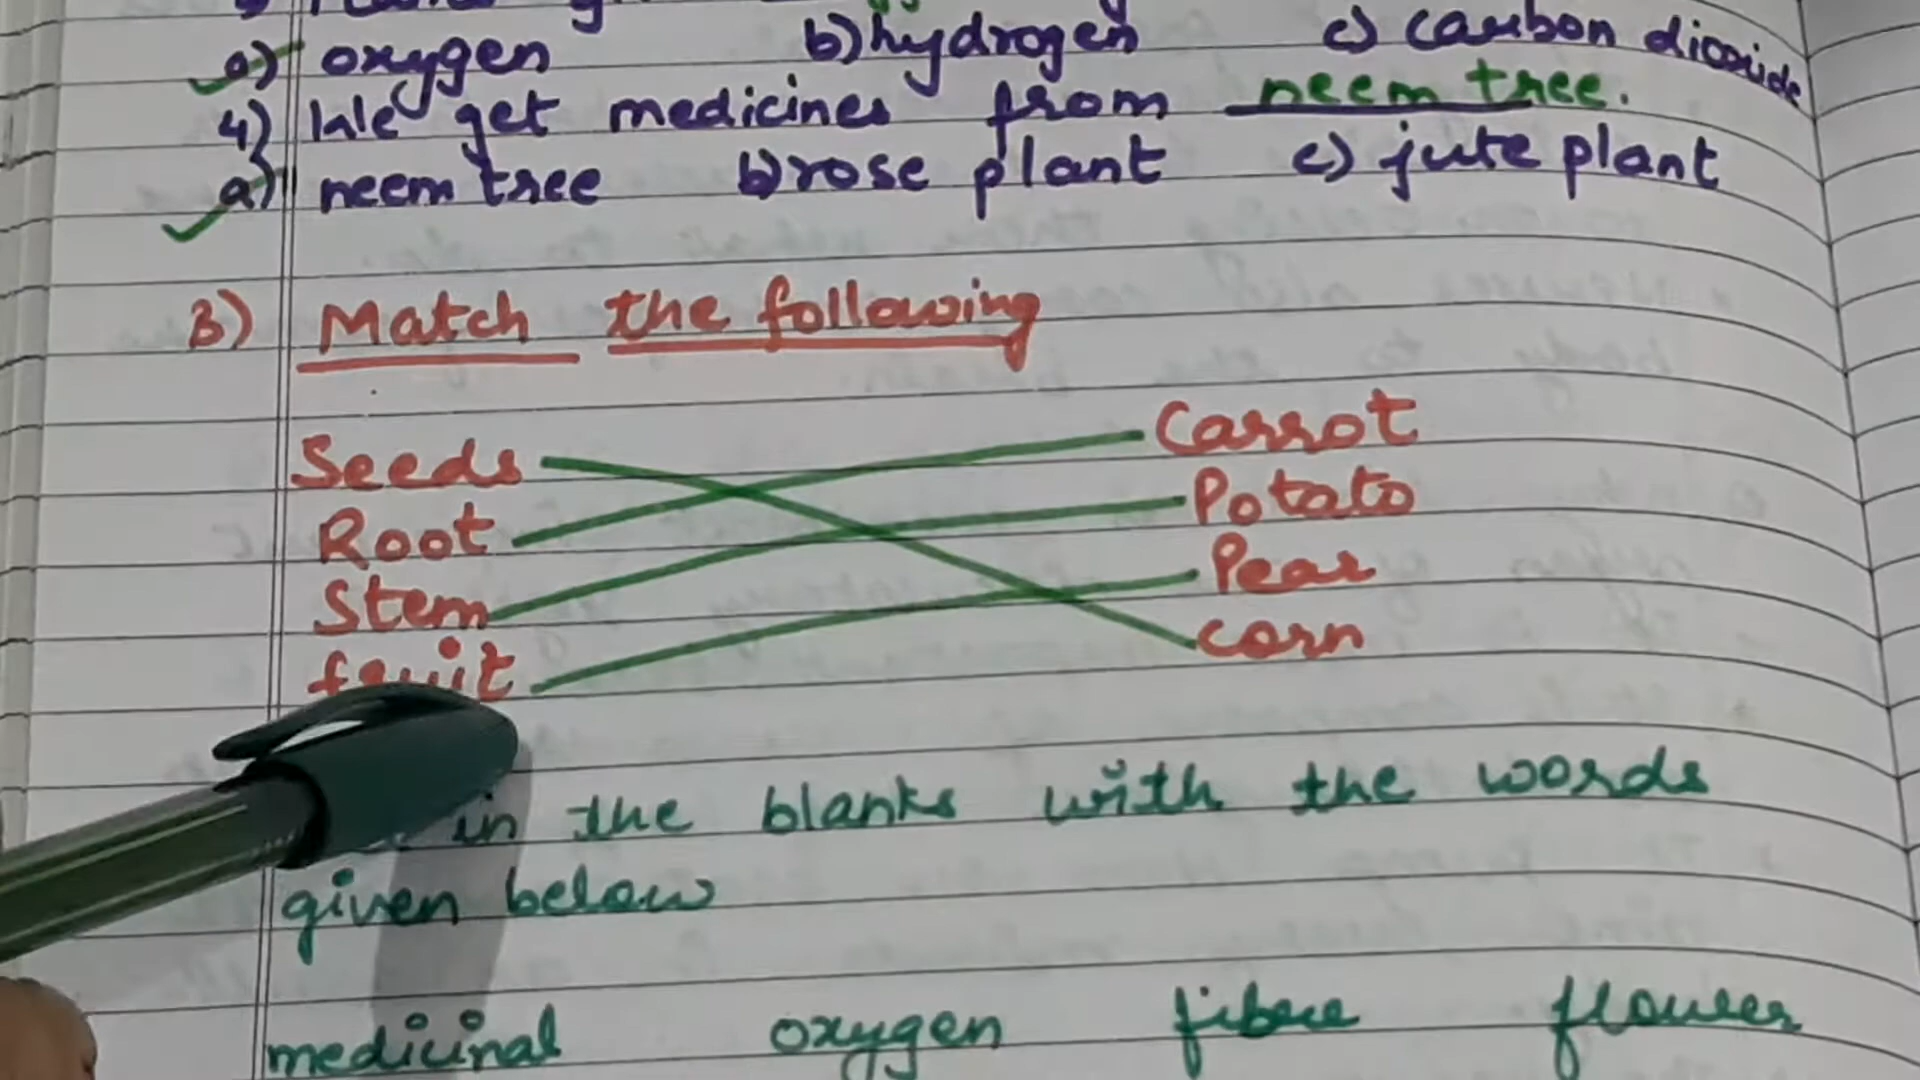 a) oxygen b) hydrogen c) carbon dioxide
4) We get medicines from neem tree.
a) neem tree b) rose plant c) jute plant
B) Match the following
Seeds Carrot
Root Potato
Stem Pear
fruit corn
in the blanks with the words
given below
medicinal oxygen fibre flower